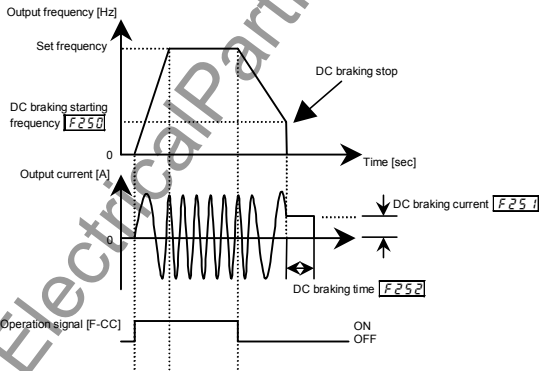 Output frequency [Hz]
Set frequency
DC braking stop
DC braking starting
frequency F250
0
Time [sec]
Output current [A]
DC braking current F251
0
DC braking time F252
Operation signal [F-CC]
ON
OFF